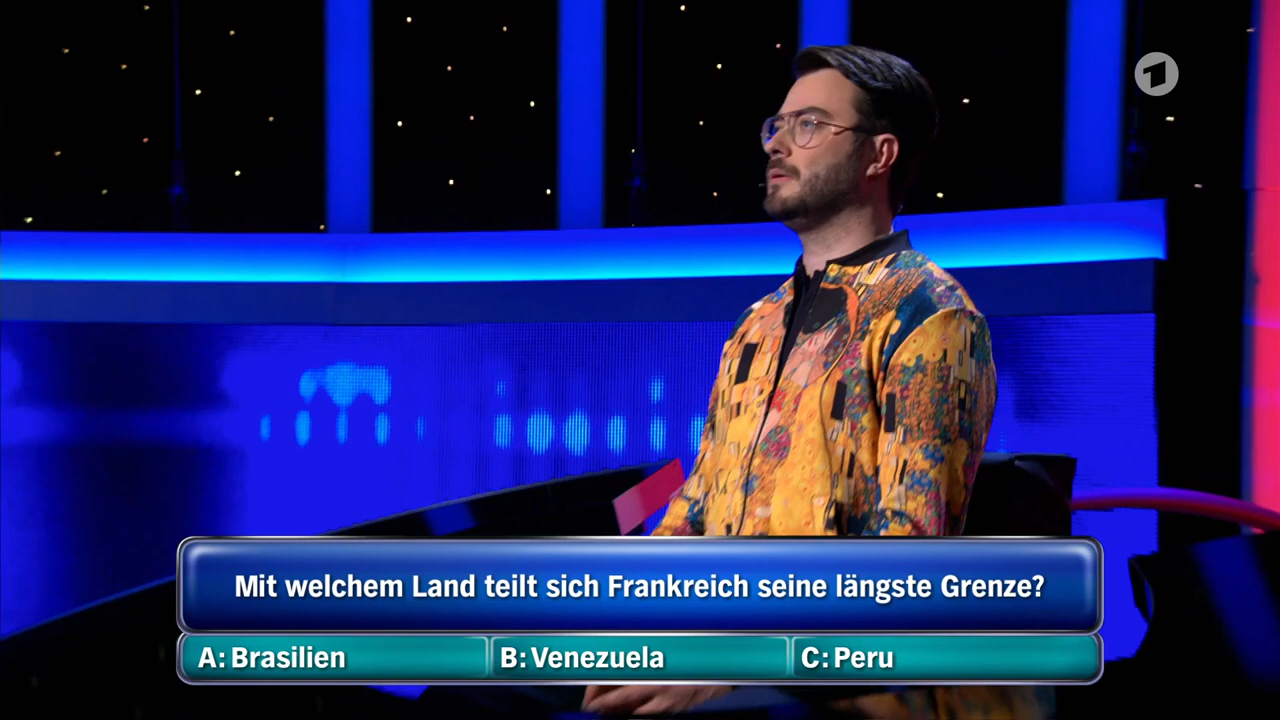 Mit welchem Land teilt sich Frankreich seine längste Grenze?
A: Brasilien
B: Venezuela
C: Peru